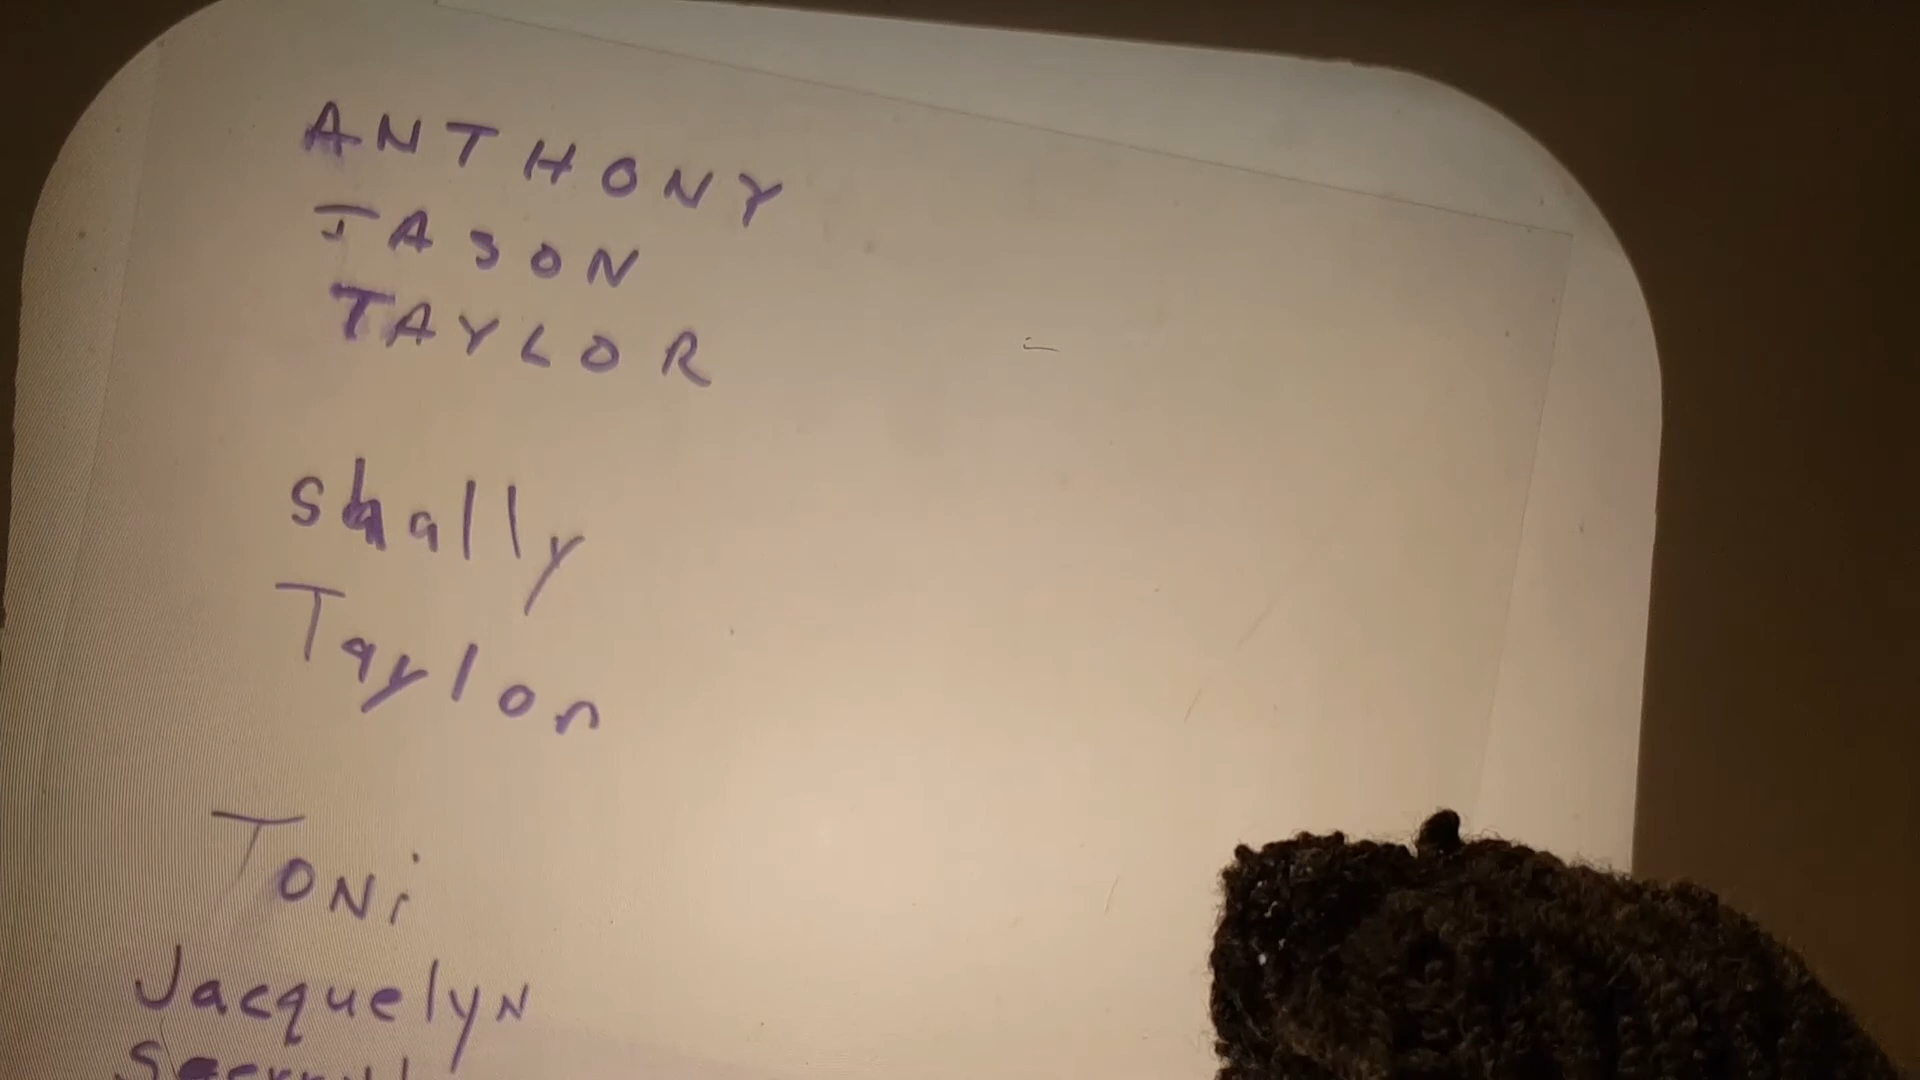 ANTHONY
JASON
TAYLOR
shally
Taylor
TONi
JacquelyN